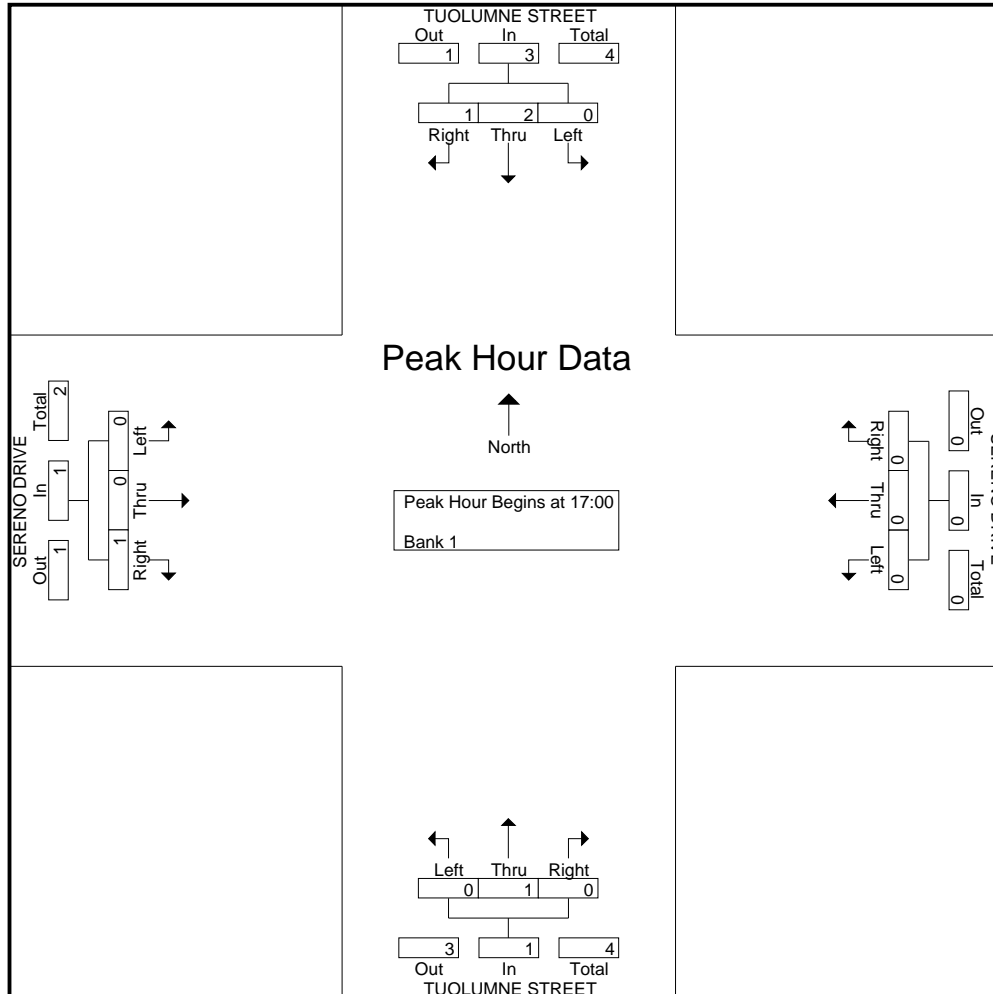 TUOLUMNE STREET
Out In Total
1 3 4
1 2 0
Right Thru Left
Peak Hour Data
North
Peak Hour Begins at 17:00
Bank 1
SERENO DRIVE
Out In Total
1 1 2
1 0 0
Right Thru Left
Out In Total
0 0 0
0 0 0
Right Thru Left
Left Thru Right
0 1 0
3 1 4
Out In Total
TUOLUMNE STREET